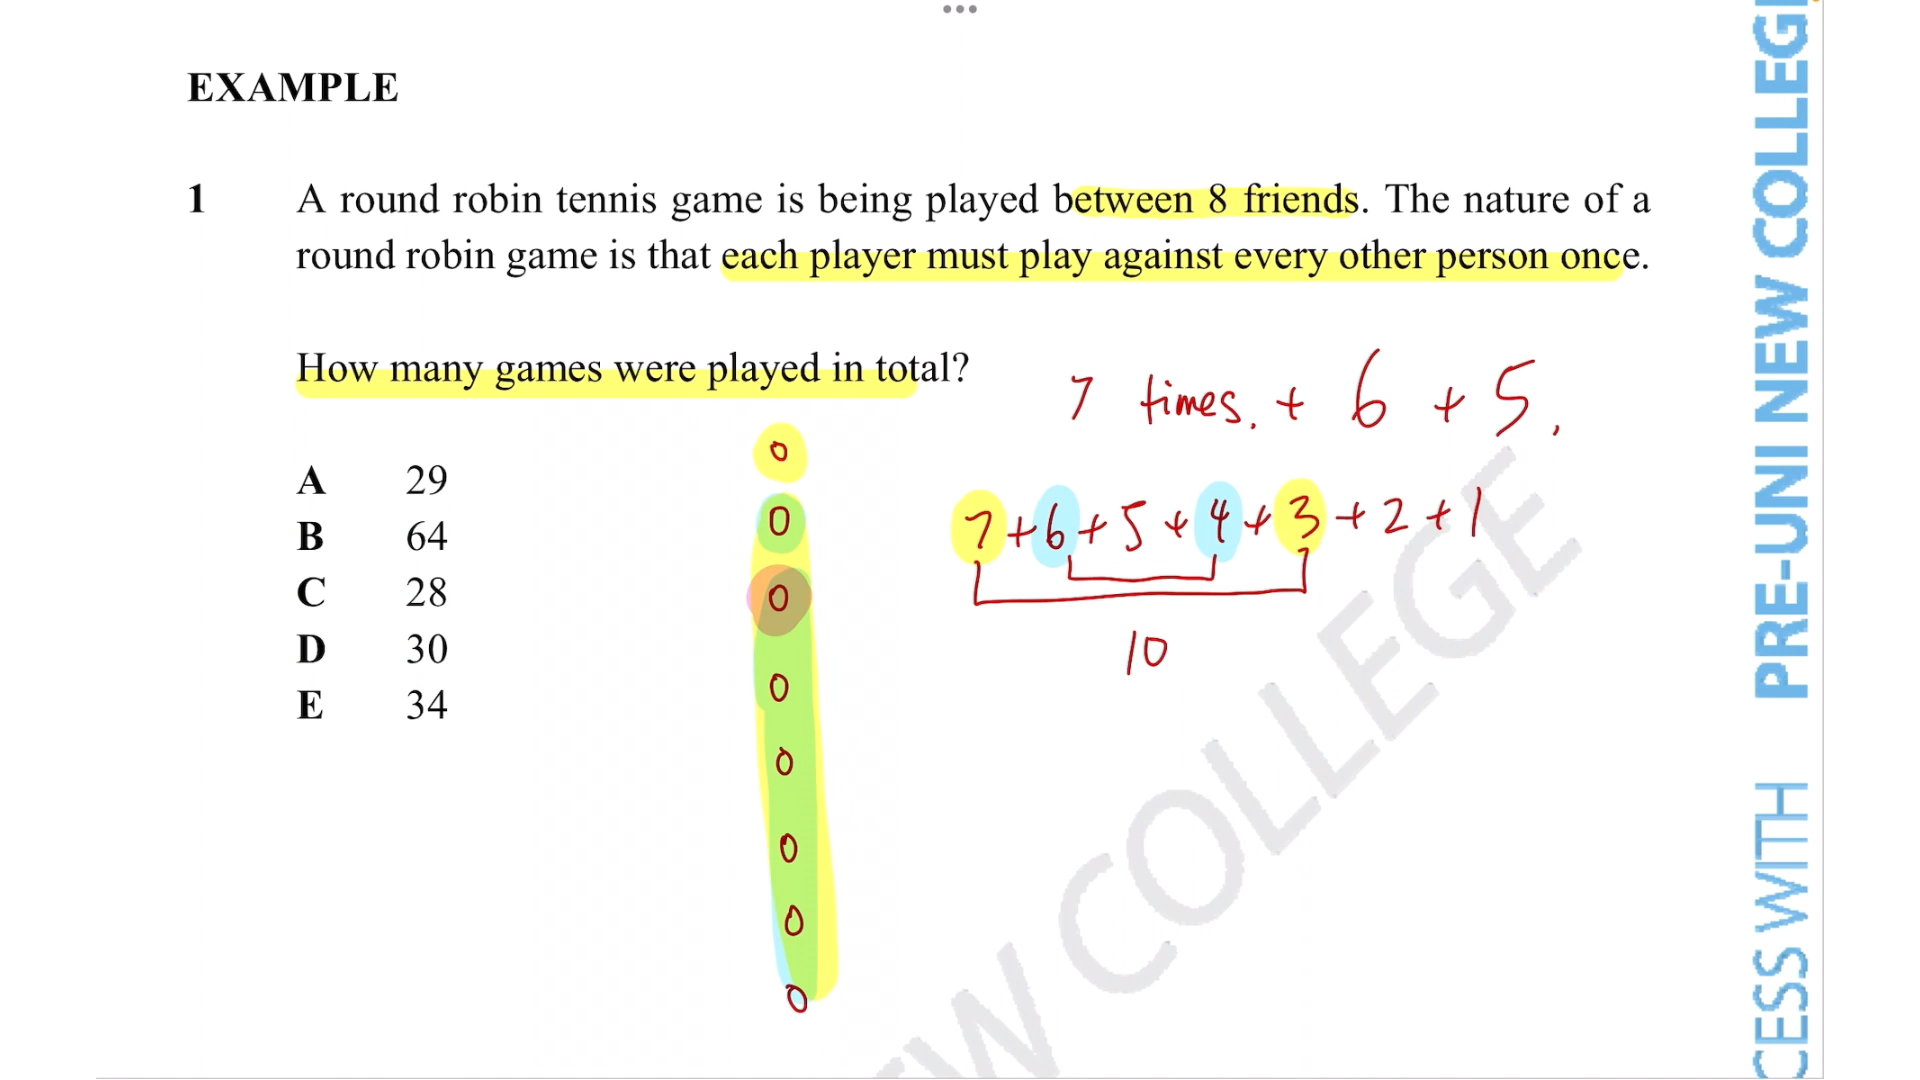 EXAMPLE
1 A round robin tennis game is being played between 8 friends. The nature of a
round robin game is that each player must play against every other person once.
How many games were played in total?
7 times. + 6 + 5,
A 29
B 64
C 28
D 30
E 34
7+6+5+4+3+2+1
10
0
0
0
0
0
0
0
0
W COLLEGE
CESS WITH PRE-UNI NEW COLLEGE